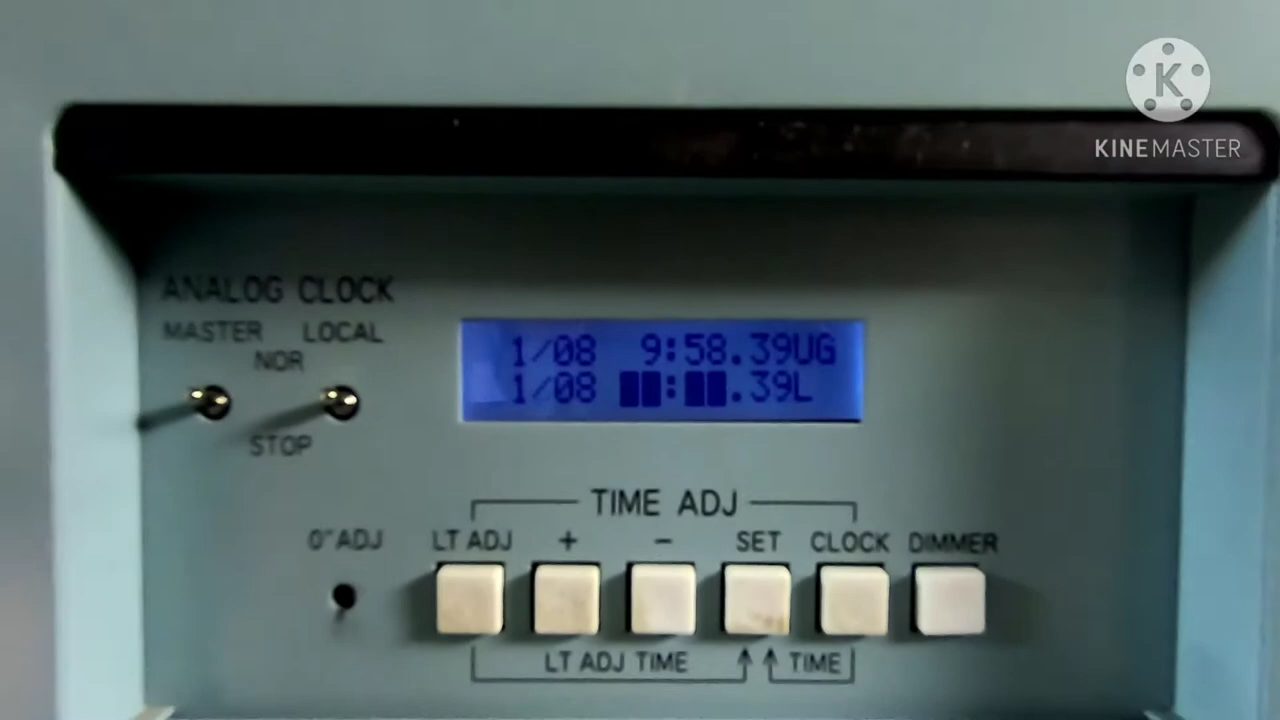 K
KINEMASTER
ANALOG CLOCK
MASTER LOCAL
NOR
STOP
1/08 9:58.39UG
1/08 ██:██.39L
TIME ADJ
0"ADJ LT ADJ + - SET CLOCK DIMMER
LT ADJ TIME TIME